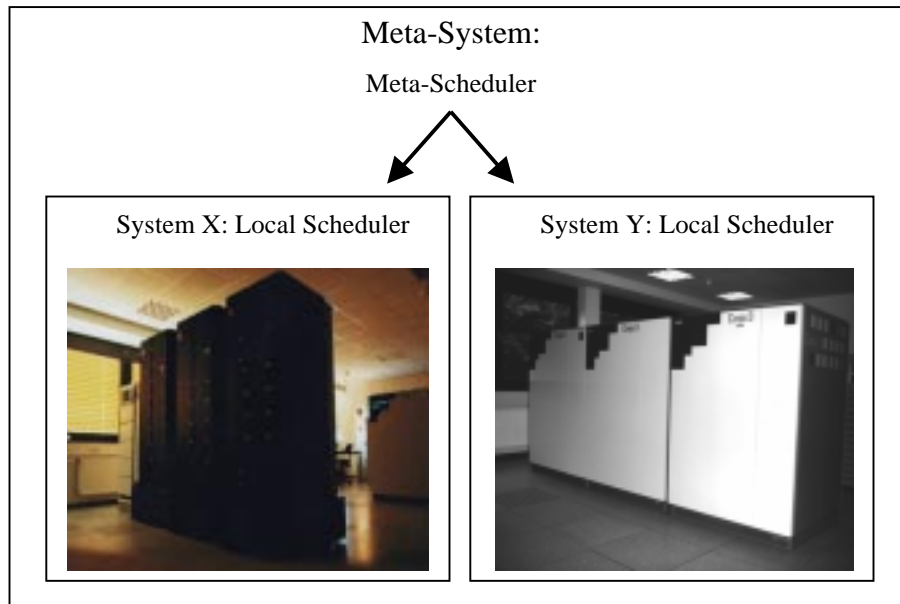 Meta-System:
Meta-Scheduler
System X: Local Scheduler
System Y: Local Scheduler